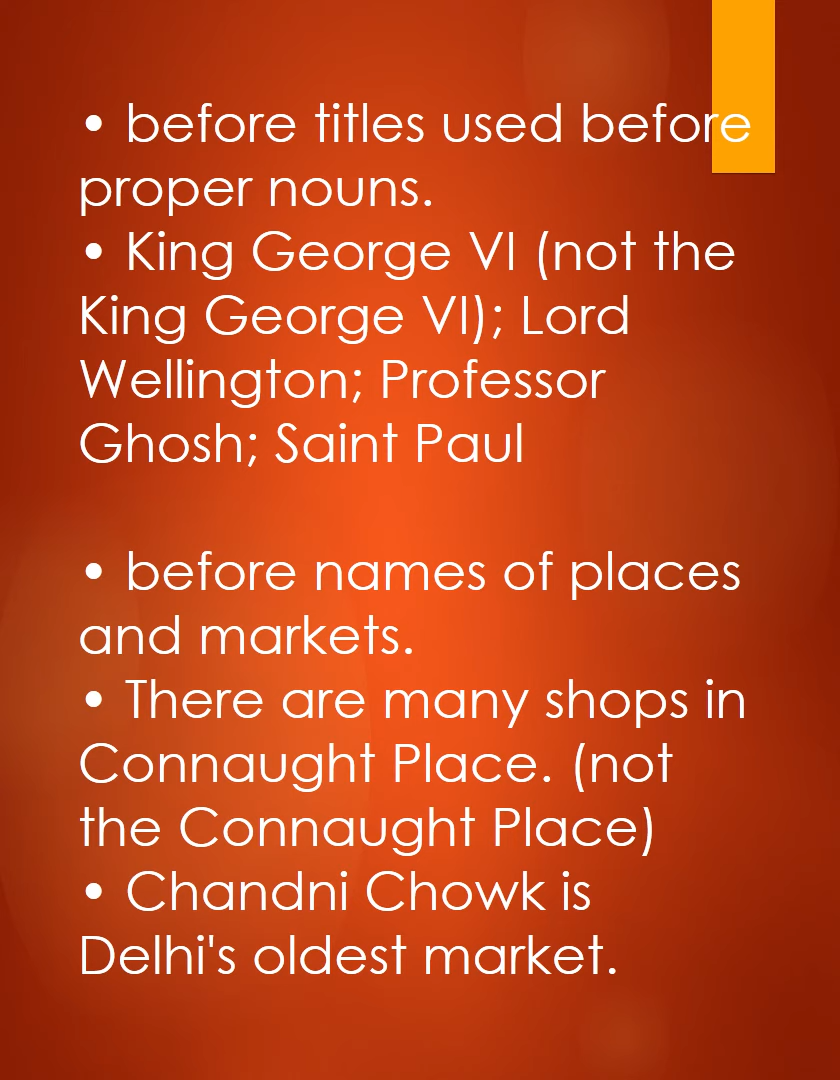 • before titles used before
proper nouns.
• King George VI (not the
King George VI); Lord
Wellington; Professor
Ghosh; Saint Paul
• before names of places
and markets.
• There are many shops in
Connaught Place. (not
the Connaught Place)
• Chandni Chowk is
Delhi's oldest market.